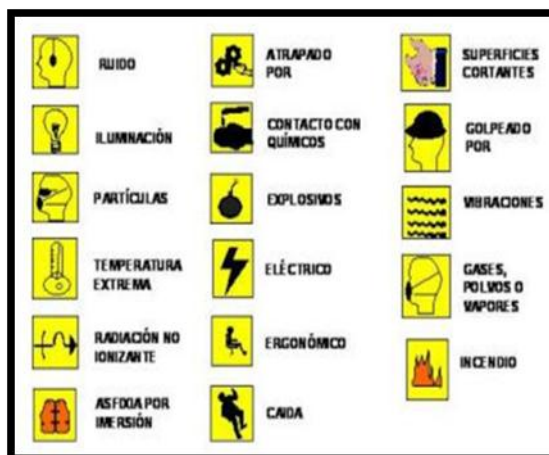 RUIDO
ILUMINACIÓN
PARTÍCULAS
TEMPERATURA
EXTREMA
RADIACIÓN NO
IONIZANTE
ASFIXIA POR
IMERSIÓN
ATRAPADO
POR
CONTACTO CON
QUÍMICOS
EXPLOSIVOS
ELÉCTRICO
ERGONÓMICO
CAIDA
SUPERFICIES
CORTANTES
GOLPEADO
POR
VIBRACIONES
GASES,
POLVOS O
VAPORES
INCENDIO